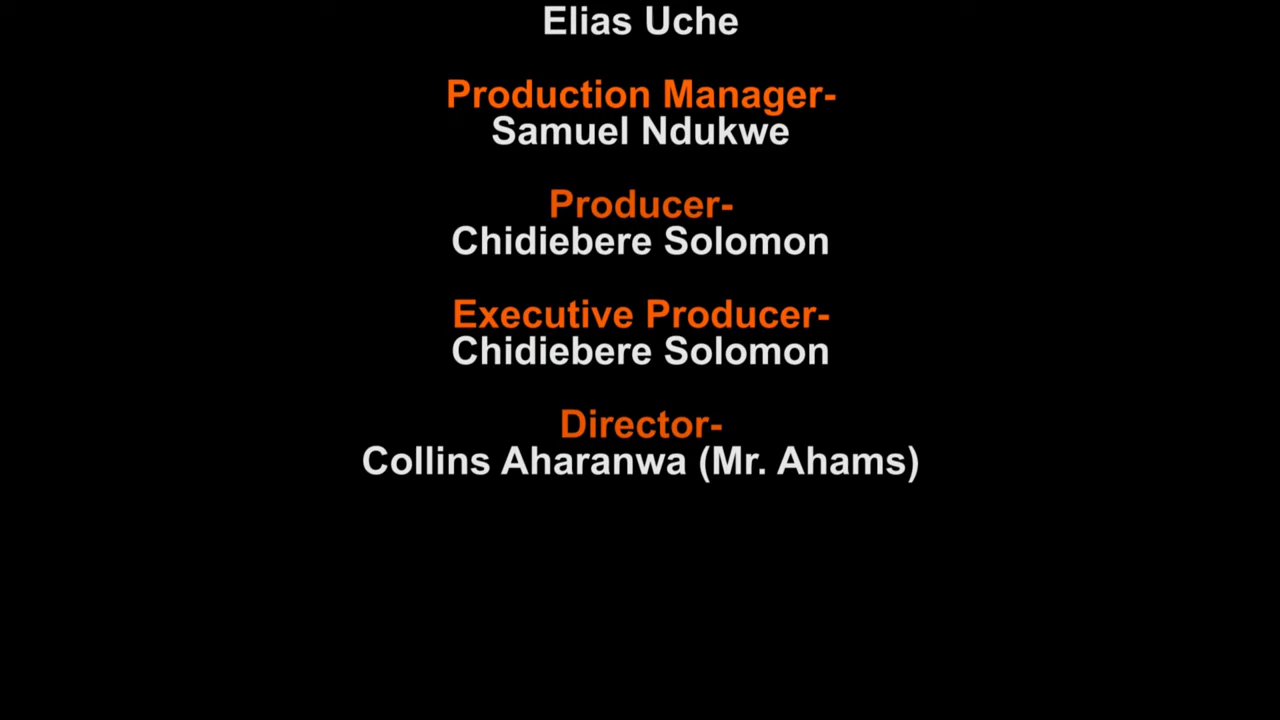 Elias Uche
Production Manager-
Samuel Ndukwe
Producer-
Chidiebere Solomon
Executive Producer-
Chidiebere Solomon
Director-
Collins Aharanwa (Mr. Ahams)